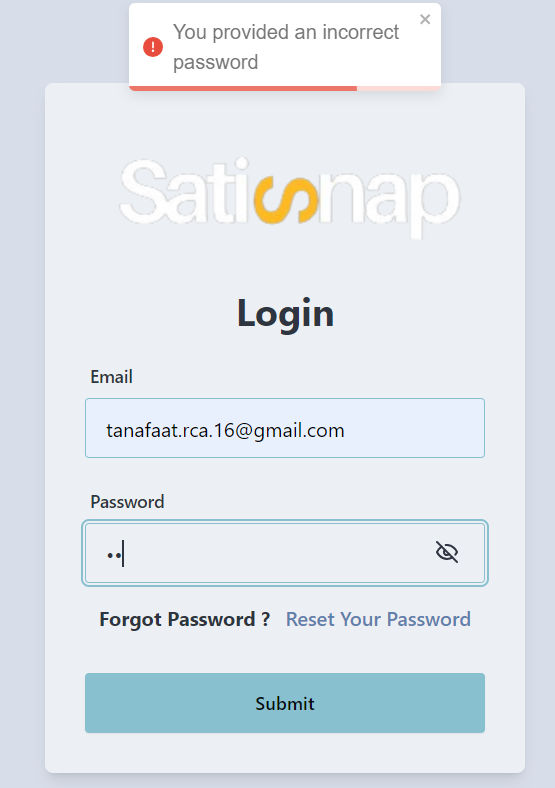 You provided an incorrect
password
Satisnap
Login
Email
tanafaat.rca.16@gmail.com
Password
Forgot Password ? Reset Your Password
Submit